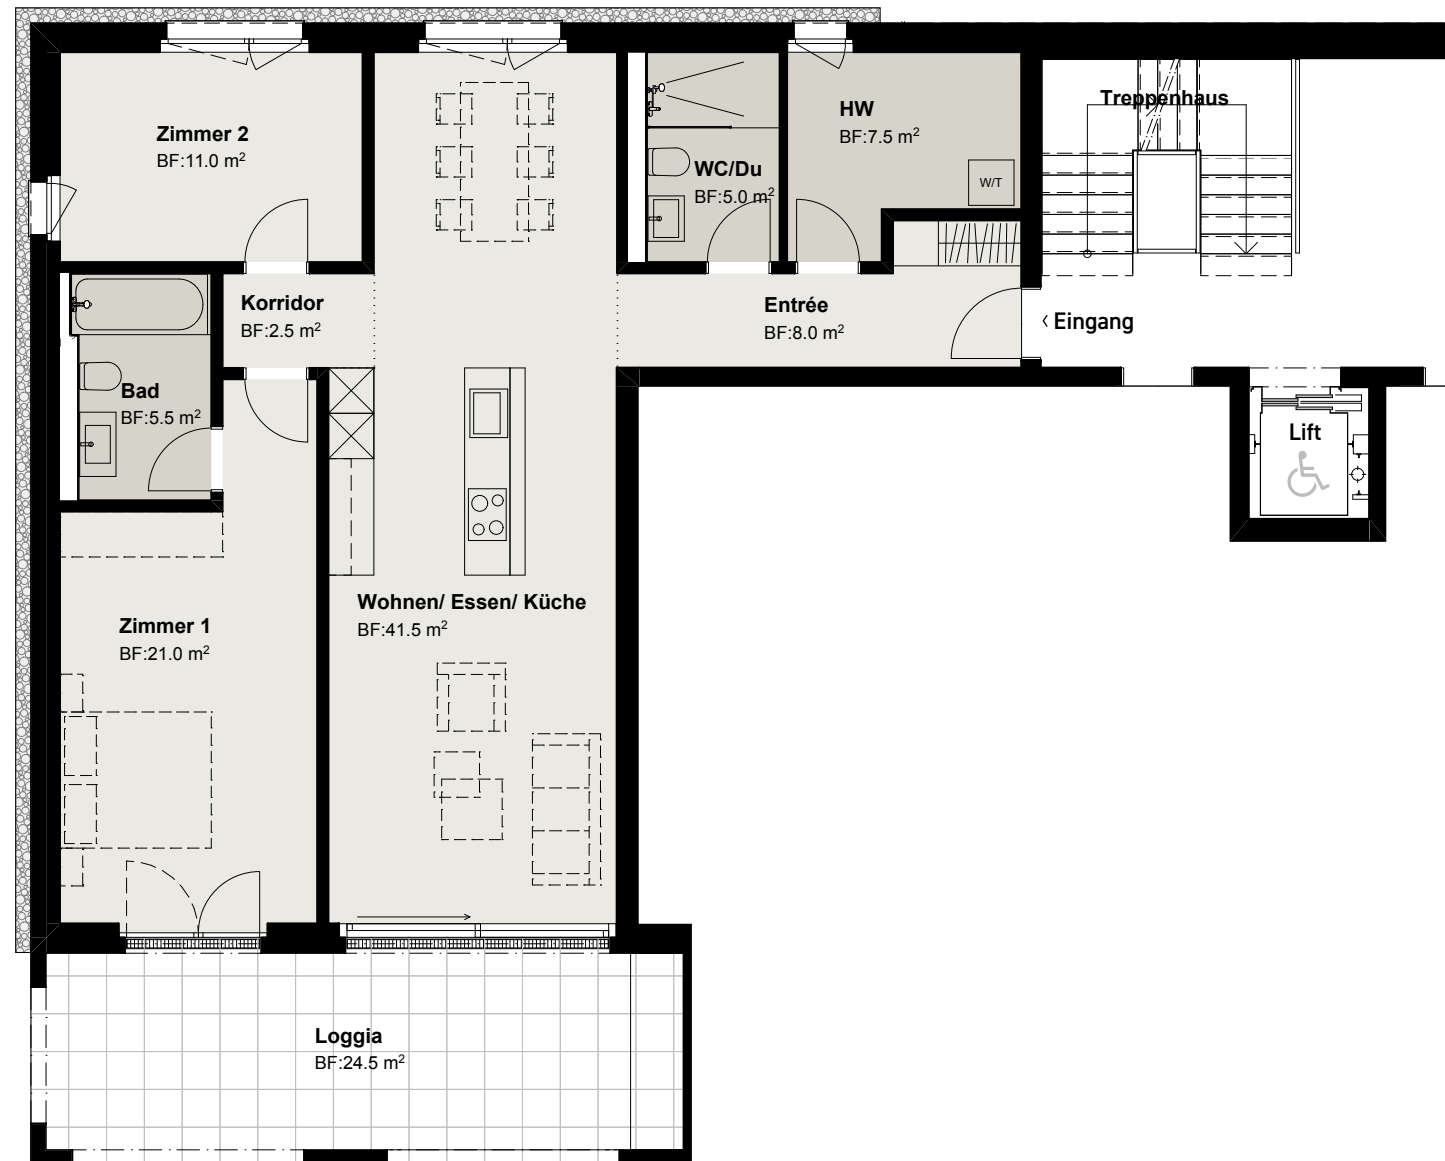 Treppenhaus
Zimmer 2
BF:11.0 m²
HW
BF:7.5 m²
WC/Du
BF:5.0 m²
W/T
Korridor
BF:2.5 m²
Entrée
BF:8.0 m²
Eingang
Bad
BF:5.5 m²
Lift
Wohnen/ Essen/ Küche
BF:41.5 m²
Zimmer 1
BF:21.0 m²
Loggia
BF:24.5 m²